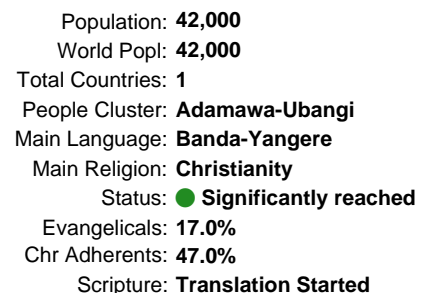 Population: 42,000
World Popl: 42,000
Total Countries: 1
People Cluster: Adamawa-Ubangi
Main Language: Banda-Yangere
Main Religion: Christianity
Status: Significantly reached
Evangelicals: 17.0%
Chr Adherents: 47.0%
Scripture: Translation Started